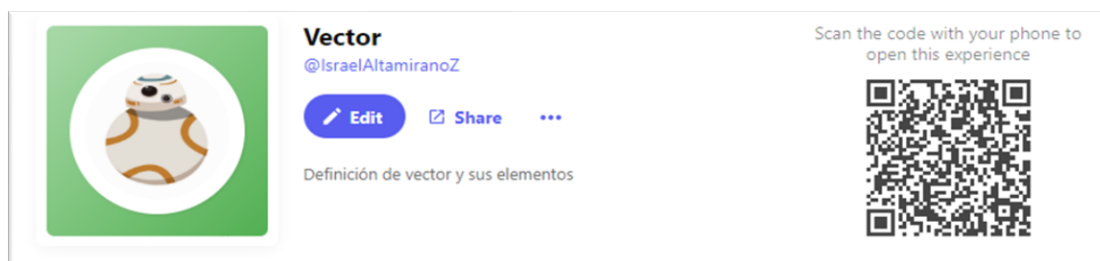 Vector
@IsraelAltamiranoZ
Edit
Share
Definición de vector y sus elementos
Scan the code with your phone to
open this experience